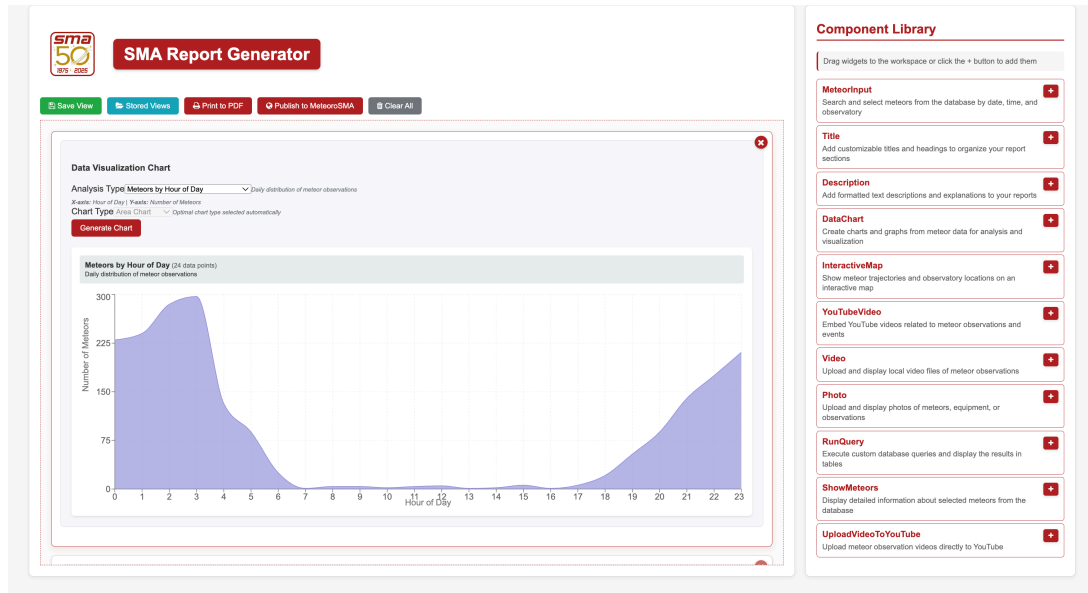 sma
50
1975 - 2025
SMA Report Generator
Save View
Stored Views
Print to PDF
Publish to MeteoroSMA
Clear All
Data Visualization Chart
Analysis Type Meteors by Hour of Day Daily distribution of meteor observations
X-axis: Hour of Day | Y-axis: Number of Meteors
Chart Type Area Chart Optimal chart type selected automatically
Generate Chart
Meteors by Hour of Day (24 data points)
Daily distribution of meteor observations
Number of Meteors
300
225
150
75
0
0 1 2 3 4 5 6 7 8 9 10 11 12 13 14 15 16 17 18 19 20 21 22 23
Hour of Day
Component Library
Drag widgets to the workspace or click the + button to add them
MeteorInput
+
Search and select meteors from the database by date, time, and
observatory
Title
+
Add customizable titles and headings to organize your report
sections
Description
+
Add formatted text descriptions and explanations to your reports
DataChart
+
Create charts and graphs from meteor data for analysis and
visualization
InteractiveMap
+
Show meteor trajectories and observatory locations on an
interactive map
YouTubeVideo
+
Embed YouTube videos related to meteor observations and
events
Video
+
Upload and display local video files of meteor observations
Photo
+
Upload and display photos of meteors, equipment, or
observations
RunQuery
+
Execute custom database queries and display the results in
tables
ShowMeteors
+
Display detailed information about selected meteors from the
database
UploadVideoToYouTube
+
Upload meteor observation videos directly to YouTube